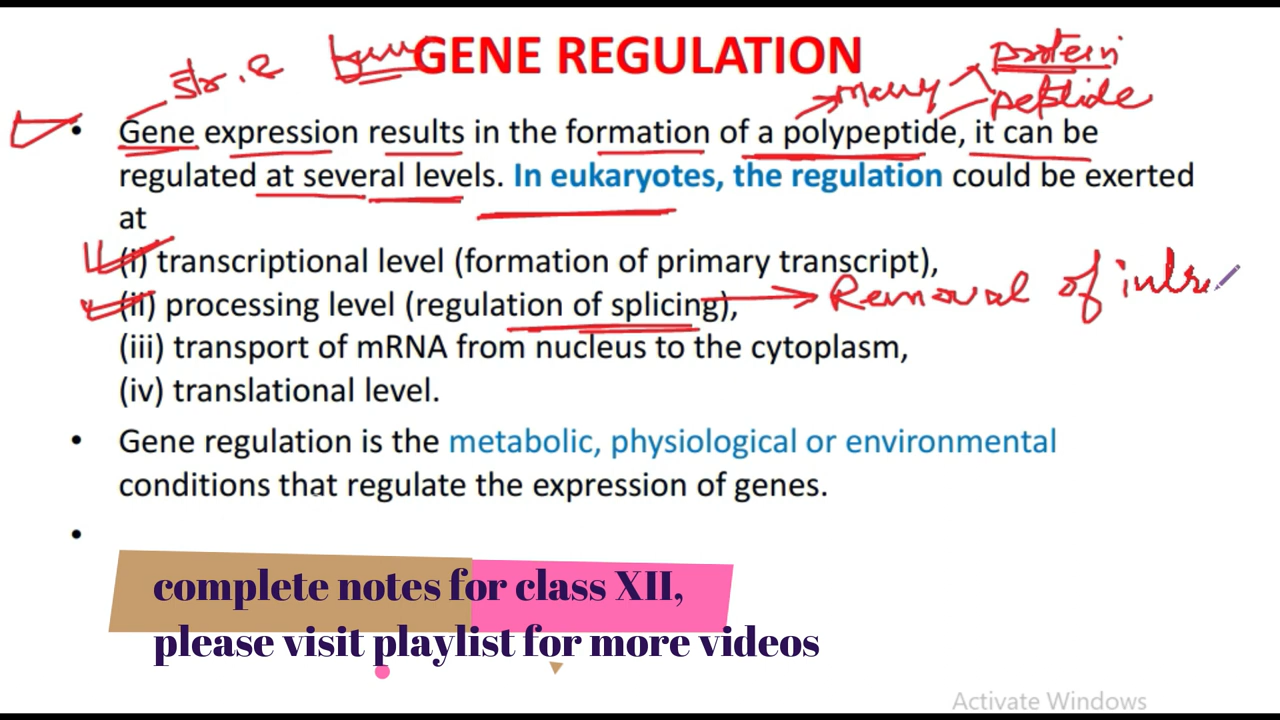 GENE REGULATION
protein
many
peptide
• Gene expression results in the formation of a polypeptide, it can be
regulated at several levels. In eukaryotes, the regulation could be exerted
at
(i) transcriptional level (formation of primary transcript),
(ii) processing level (regulation of splicing), Removal of
(iii) transport of mRNA from nucleus to the cytoplasm,
(iv) translational level.
• Gene regulation is the metabolic, physiological or environmental
conditions that regulate the expression of genes.
•
complete notes for class XII,
please visit playlist for more videos
Activate Windows